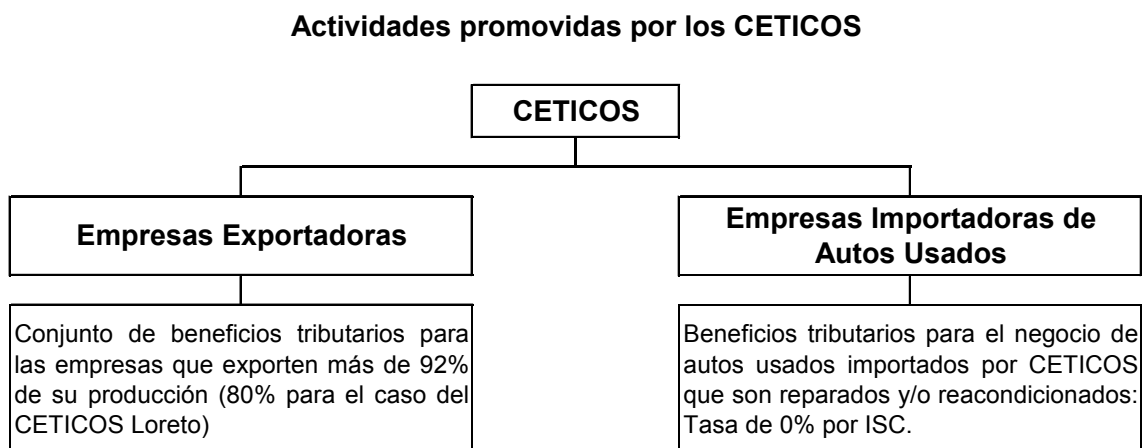 Actividades promovidas por los CETICOS
CETICOS
Empresas Exportadoras
Conjunto de beneficios tributarios para
las empresas que exporten más de 92%
de su producción (80% para el caso del
CETICOS Loreto)
Empresas Importadoras de
Autos Usados
Beneficios tributarios para el negocio de
autos usados importados por CETICOS
que son reparados y/o reacondicionados:
Tasa de 0% por ISC.